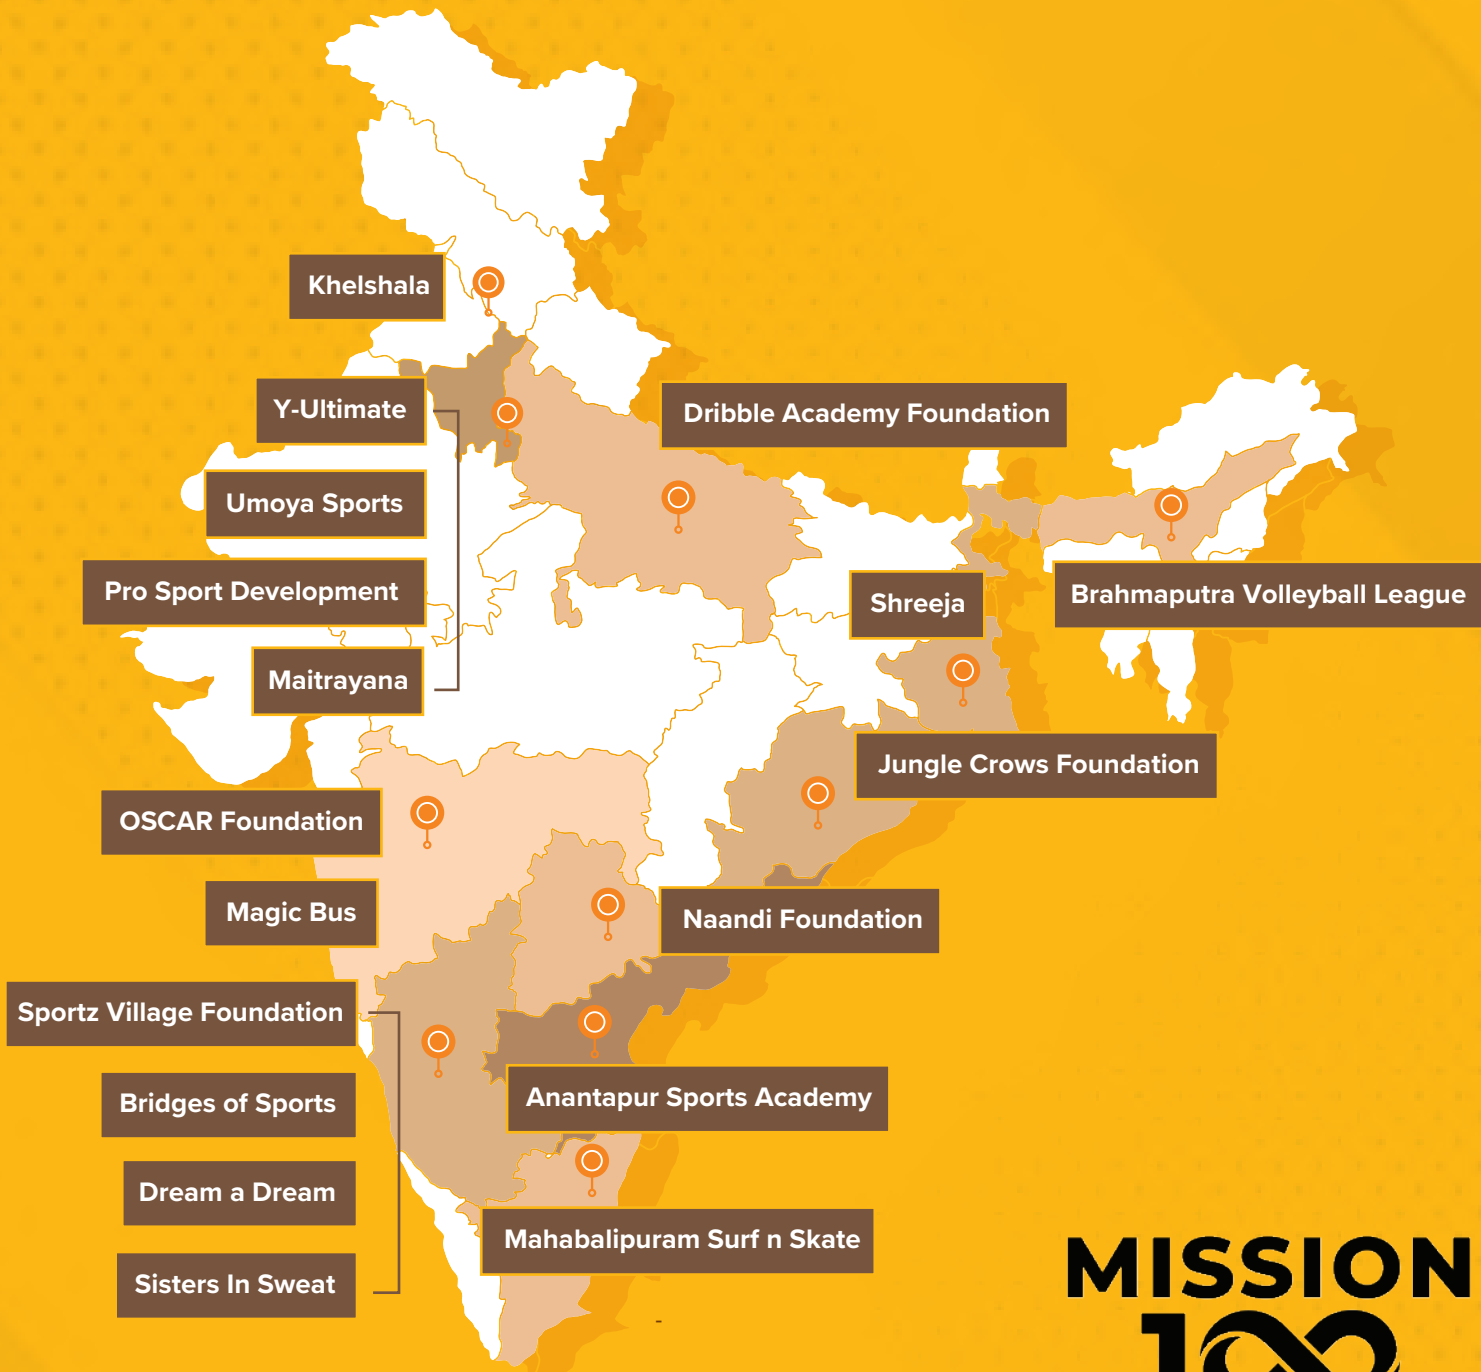 Khelshala
Y-Ultimate
Dribble Academy Foundation
Umoya Sports
Pro Sport Development
Shreeja
Brahmaputra Volleyball League
Maitrayana
Jungle Crows Foundation
OSCAR Foundation
Magic Bus
Naandi Foundation
Sportz Village Foundation
Anantapur Sports Academy
Bridges of Sports
Dream a Dream
Mahabalipuram Surf n Skate
Sisters In Sweat
MISSION
100